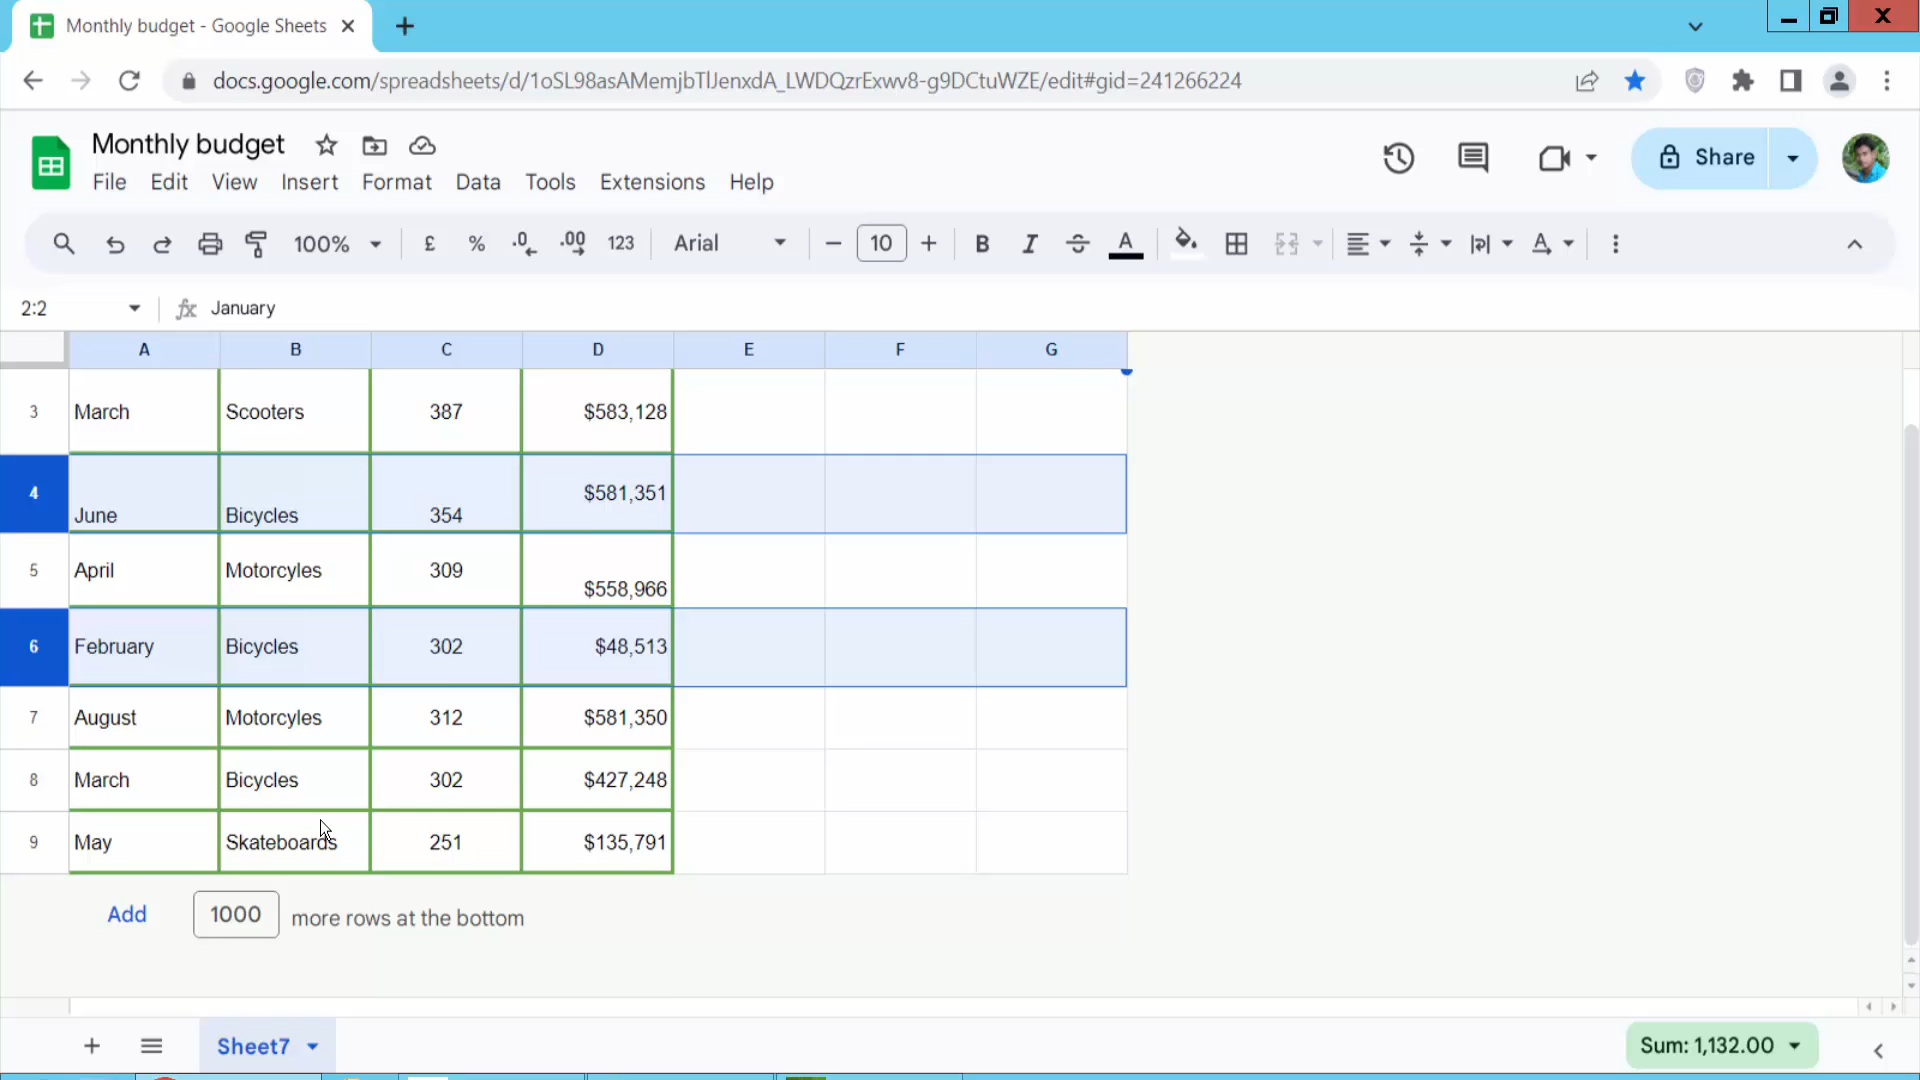 Monthly budget - Google Sheets
docs.google.com/spreadsheets/d/1oSL98asAMemjbTlJenxdA_LWDQzrExwv8-g9DCtuWZE/edit#gid=241266224
Monthly budget
File Edit View Insert Format Data Tools Extensions Help
Share
100% £ % .0 .00 123 Arial 10 B I A A
2:2 fx January
A B C D E F G
3 March Scooters 387 $583,128
4 June Bicycles 354 $581,351
5 April Motorcyles 309 $558,966
6 February Bicycles 302 $48,513
7 August Motorcyles 312 $581,350
8 March Bicycles 302 $427,248
9 May Skateboards 251 $135,791
Add 1000 more rows at the bottom
Sheet7 Sum: 1,132.00